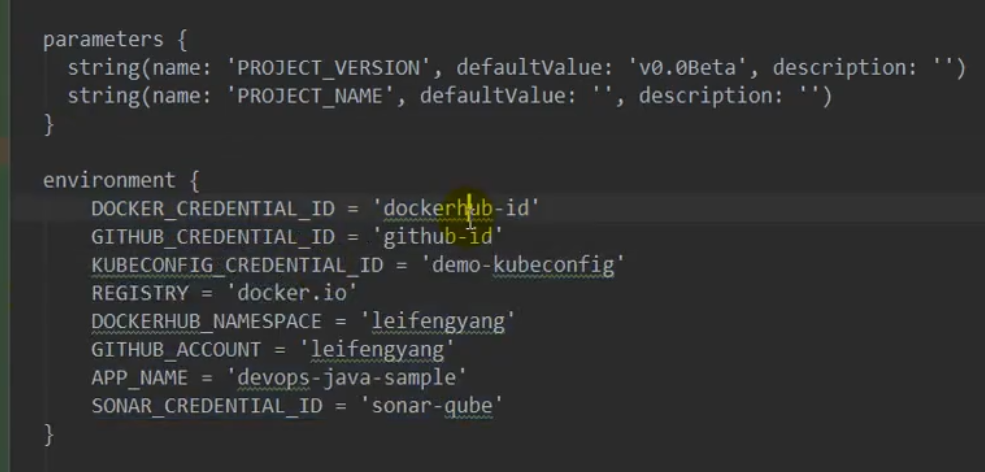 parameters {
string(name: 'PROJECT_VERSION', defaultValue: 'v0.0Beta', description: '')
string(name: 'PROJECT_NAME', defaultValue: '', description: '')
}
environment {
DOCKER_CREDENTIAL_ID = 'dockerhub-id'
GITHUB_CREDENTIAL_ID = 'github-id'
KUBECONFIG_CREDENTIAL_ID = 'demo-kubeconfig'
REGISTRY = 'docker.io'
DOCKERHUB_NAMESPACE = 'leifengyang'
GITHUB_ACCOUNT = 'leifengyang'
APP_NAME = 'devops-java-sample'
SONAR_CREDENTIAL_ID = 'sonar-qube'
}